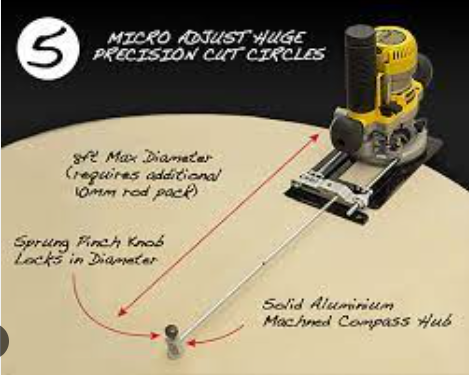 5
MICRO ADJUST HUGE
PRECISION CUT CIRCLES
8ft Max Diameter
(requires additional
10mm rod pack)
Sprung Pinch Knob
Locks in Diameter
Solid Aluminium
Machned Compass Hub